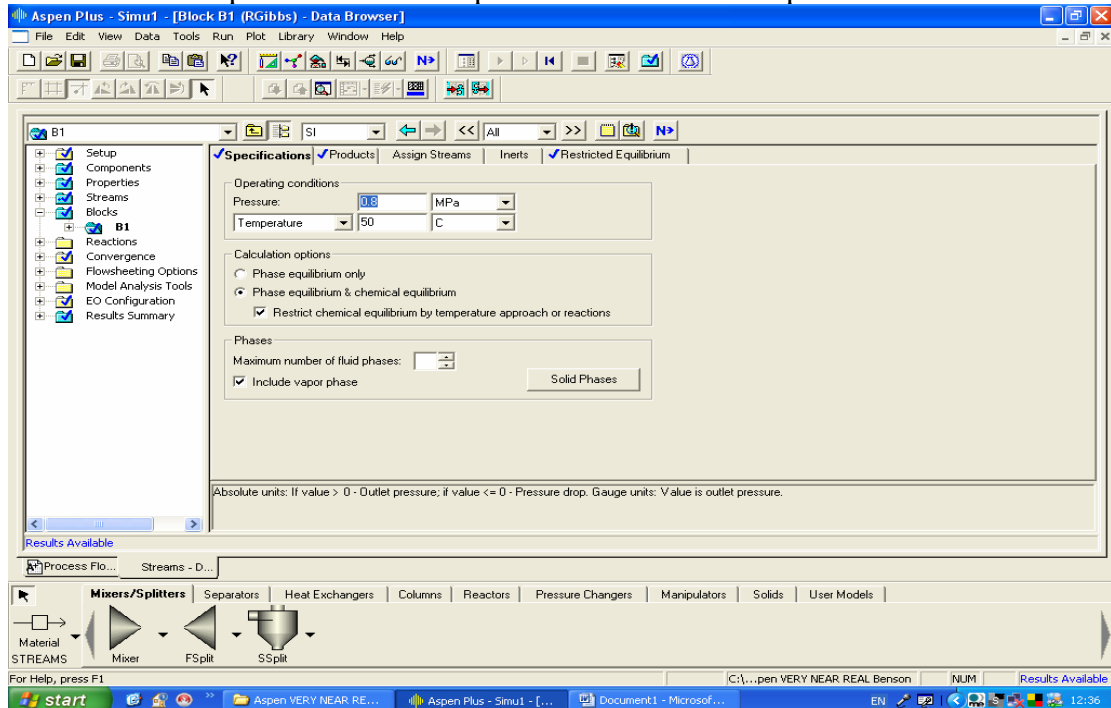 Aspen Plus - Simu1 - [Block B1 (RGibbs) - Data Browser]
File Edit View Data Tools Run Plot Library Window Help
N>
B1 SI << All >> N>
Setup
Components
Properties
Streams
Blocks
B1
Reactions
Convergence
Flowsheeting Options
Model Analysis Tools
EO Configuration
Results Summary
Specifications Products Assign Streams Inerts Restricted Equilibrium
Operating conditions
Pressure: 0.8 MPa
Temperature 50 C
Calculation options
Phase equilibrium only
Phase equilibrium & chemical equilibrium
Restrict chemical equilibrium by temperature approach or reactions
Phases
Maximum number of fluid phases:
Include vapor phase
Solid Phases
Absolute units: If value > 0 - Outlet pressure; if value <= 0 - Pressure drop. Gauge units: Value is outlet pressure.
Results Available
Process Flo... Streams - D...
Mixers/Splitters Separators Heat Exchangers Columns Reactors Pressure Changers Manipulators Solids User Models
Material
STREAMS Mixer FSplit SSplit
For Help, press F1 C:\...pen VERY NEAR REAL Benson NUM Results Available
start Aspen VERY NEAR RE... Aspen Plus - Simu1 - [... Document1 - Microsof... EN 12:36